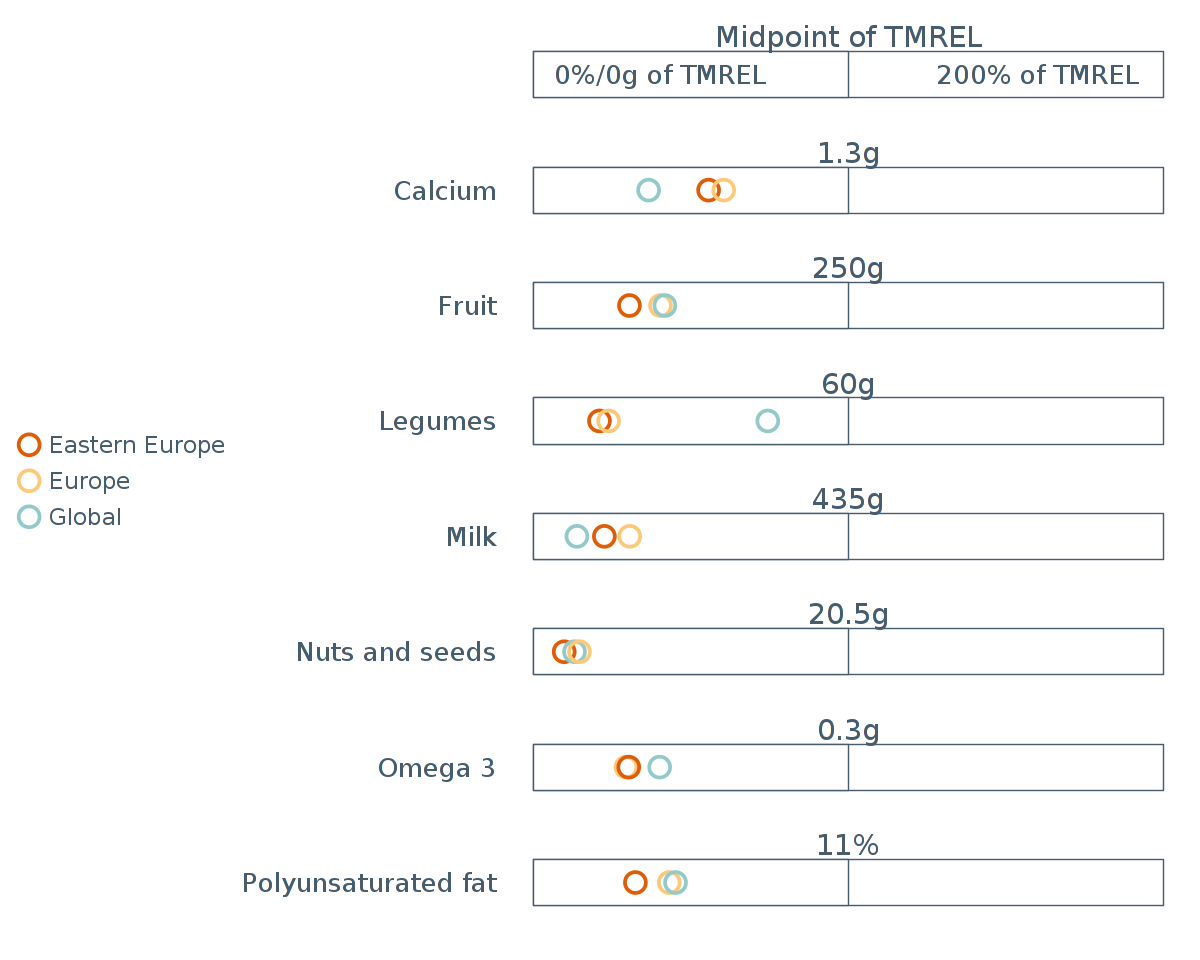 Midpoint of TMREL
0%/0g of TMREL
200% of TMREL
1.3g
Calcium
250g
Fruit
60g
Legumes
Eastern Europe
Europe
Global
435g
Milk
20.5g
Nuts and seeds
0.3g
Omega 3
11%
Polyunsaturated fat